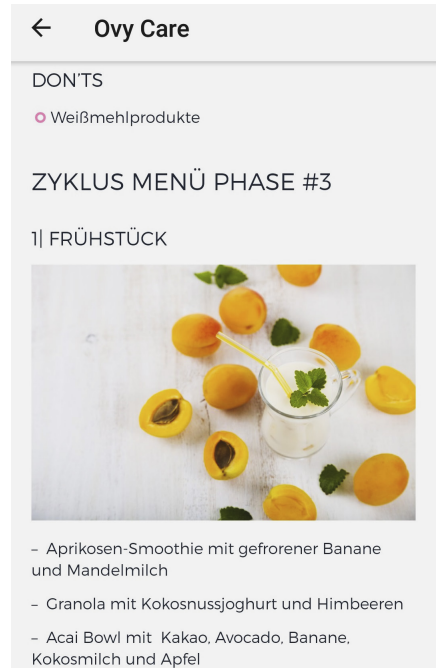 Ovy Care
DON'TS
Weißmehlprodukte
ZYKLUS MENÜ PHASE #3
1| FRÜHSTÜCK
– Aprikosen-Smoothie mit gefrorener Banane
und Mandelmilch
– Granola mit Kokosnussjoghurt und Himbeeren
– Acai Bowl mit Kakao, Avocado, Banane,
Kokosmilch und Apfel